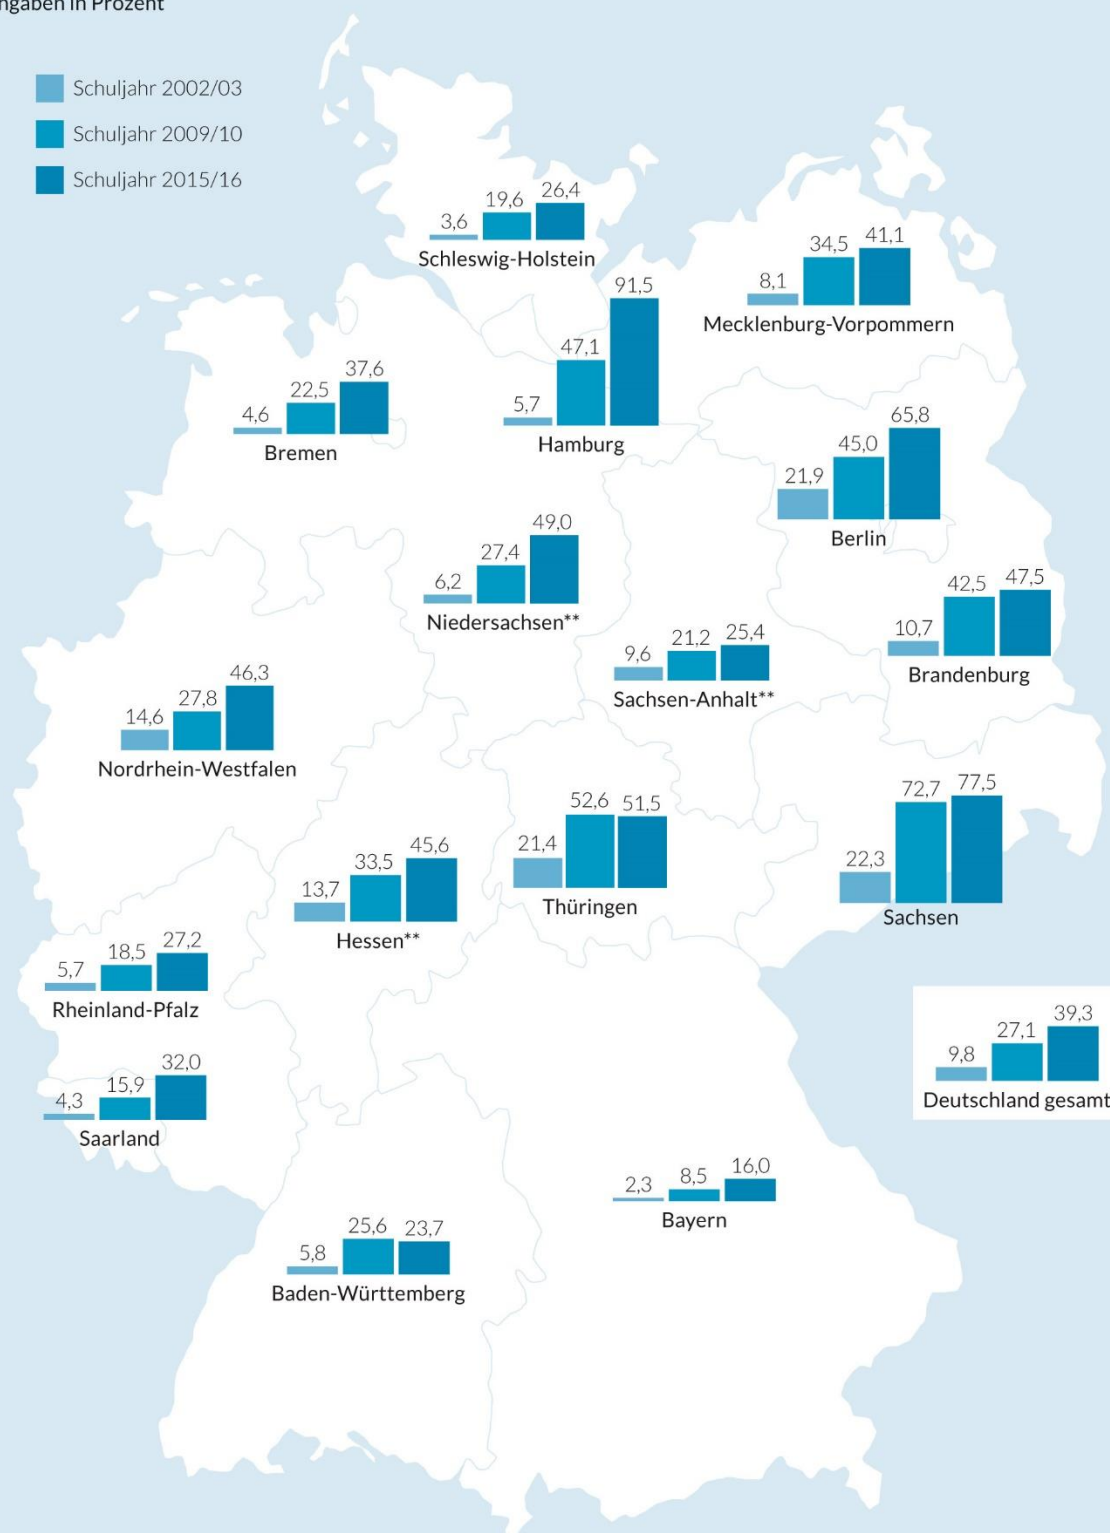 ngaben in Prozent
Schuljahr 2002/03
Schuljahr 2009/10
Schuljahr 2015/16
3,6 19,6 26,4
Schleswig-Holstein
8,1 34,5 41,1
Mecklenburg-Vorpommern
5,7 47,1 91,5
Hamburg
4,6 22,5 37,6
Bremen
21,9 45,0 65,8
Berlin
6,2 27,4 49,0
Niedersachsen**
10,7 42,5 47,5
Brandenburg
9,6 21,2 25,4
Sachsen-Anhalt**
14,6 27,8 46,3
Nordrhein-Westfalen
21,4 52,6 51,5
Thüringen
22,3 72,7 77,5
Sachsen
13,7 33,5 45,6
Hessen**
5,7 18,5 27,2
Rheinland-Pfalz
9,8 27,1 39,3
Deutschland gesamt
4,3 15,9 32,0
Saarland
2,3 8,5 16,0
Bayern
5,8 25,6 23,7
Baden-Württemberg